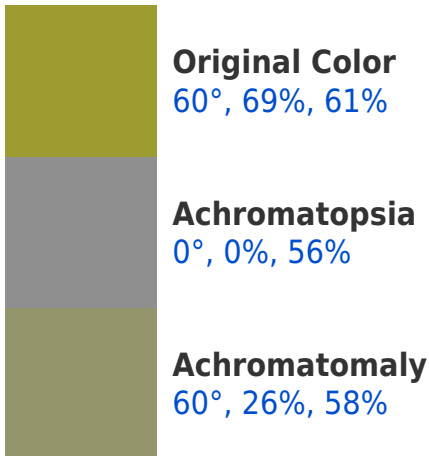 Original Color
60°, 69%, 61%
Achromatopsia
0°, 0%, 56%
Achromatomaly
60°, 26%, 58%